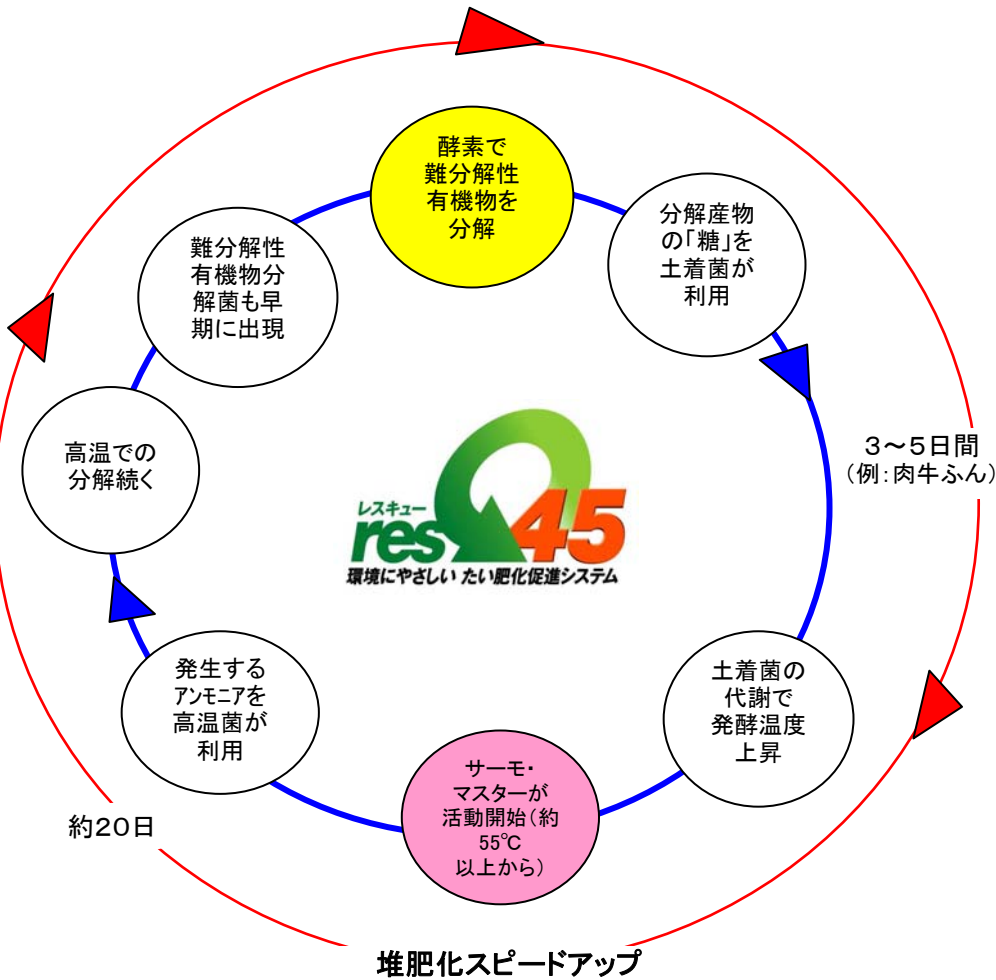 酵素で
難分解性
有機物を
分解
分解産物
の「糖」を
土着菌が
利用
3～5日間
(例:肉牛ふん)
土着菌の
代謝で
発酵温度
上昇
サーモ・
マスターが
活動開始(約
55℃
以上から)
発生する
アンモニアを
高温菌が
利用
約20日
高温での
分解続く
難分解性
有機物分
解菌も早
期に出現
レスキュー
resQ45
環境にやさしい たい肥化促進システム
堆肥化スピードアップ